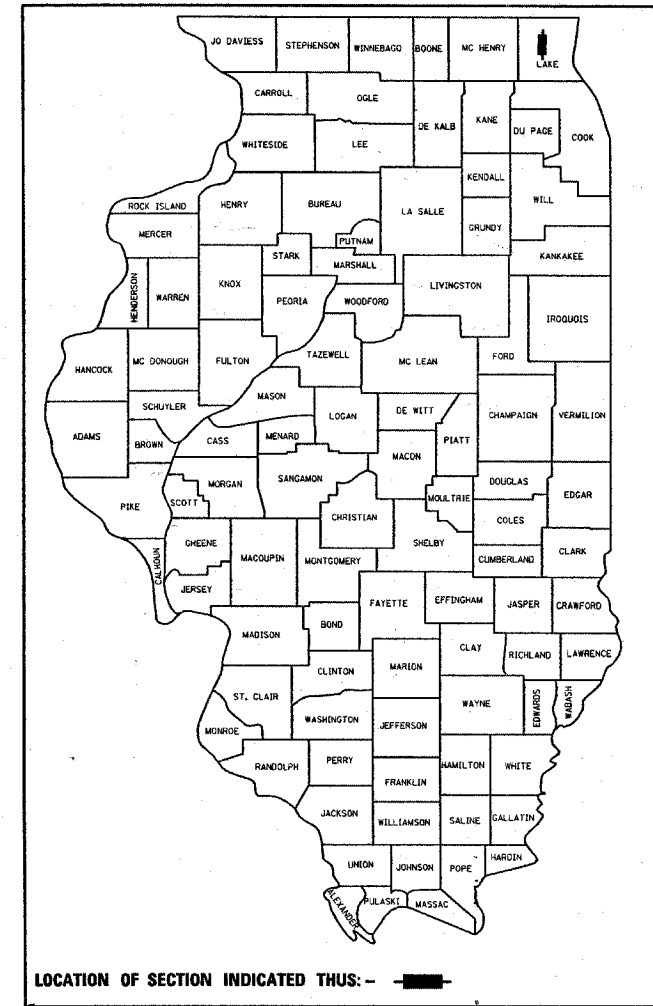 JO DAVIESS
STEPHENSON
WINNEBAGO
BOONE
MC HENRY
LAKE
CARROLL
OGLE
DE KALB
KANE
DU PAGE
COOK
WHITESIDE
LEE
KENDALL
WILL
ROCK ISLAND
HENRY
BUREAU
LA SALLE
GRUNDY
MERCER
PUTNAM
KANKAKEE
STARK
MARSHALL
HENDERSON
WARREN
KNOX
PEORIA
WOODFORD
LIVINGSTON
IROQUOIS
HANCOCK
MC DONOUGH
FULTON
TAZEWELL
MC LEAN
FORD
SCHUYLER
MASON
LOGAN
DE WITT
CHAMPAIGN
VERMILION
ADAMS
BROWN
CASS
MENARD
MACON
PIATT
PIKE
SCOTT
MORGAN
SANGAMON
CHRISTIAN
MOULTRIE
DOUGLAS
EDGAR
COLES
CALHOUN
GREENE
MACOUPIN
MONTGOMERY
SHELBY
CUMBERLAND
CLARK
JERSEY
FAYETTE
EFFINGHAM
JASPER
CRAWFORD
MADISON
BOND
CLAY
RICHLAND
LAWRENCE
CLINTON
MARION
ST. CLAIR
WAYNE
EDWARDS
WABASH
MONROE
WASHINGTON
JEFFERSON
RANDOLPH
PERRY
HAMILTON
WHITE
FRANKLIN
JACKSON
WILLIAMSON
SALINE
GALLATIN
UNION
JOHNSON
POPE
HARDIN
ALEXANDER
PULASKI
MASSAC
LOCATION OF SECTION INDICATED THUS: -